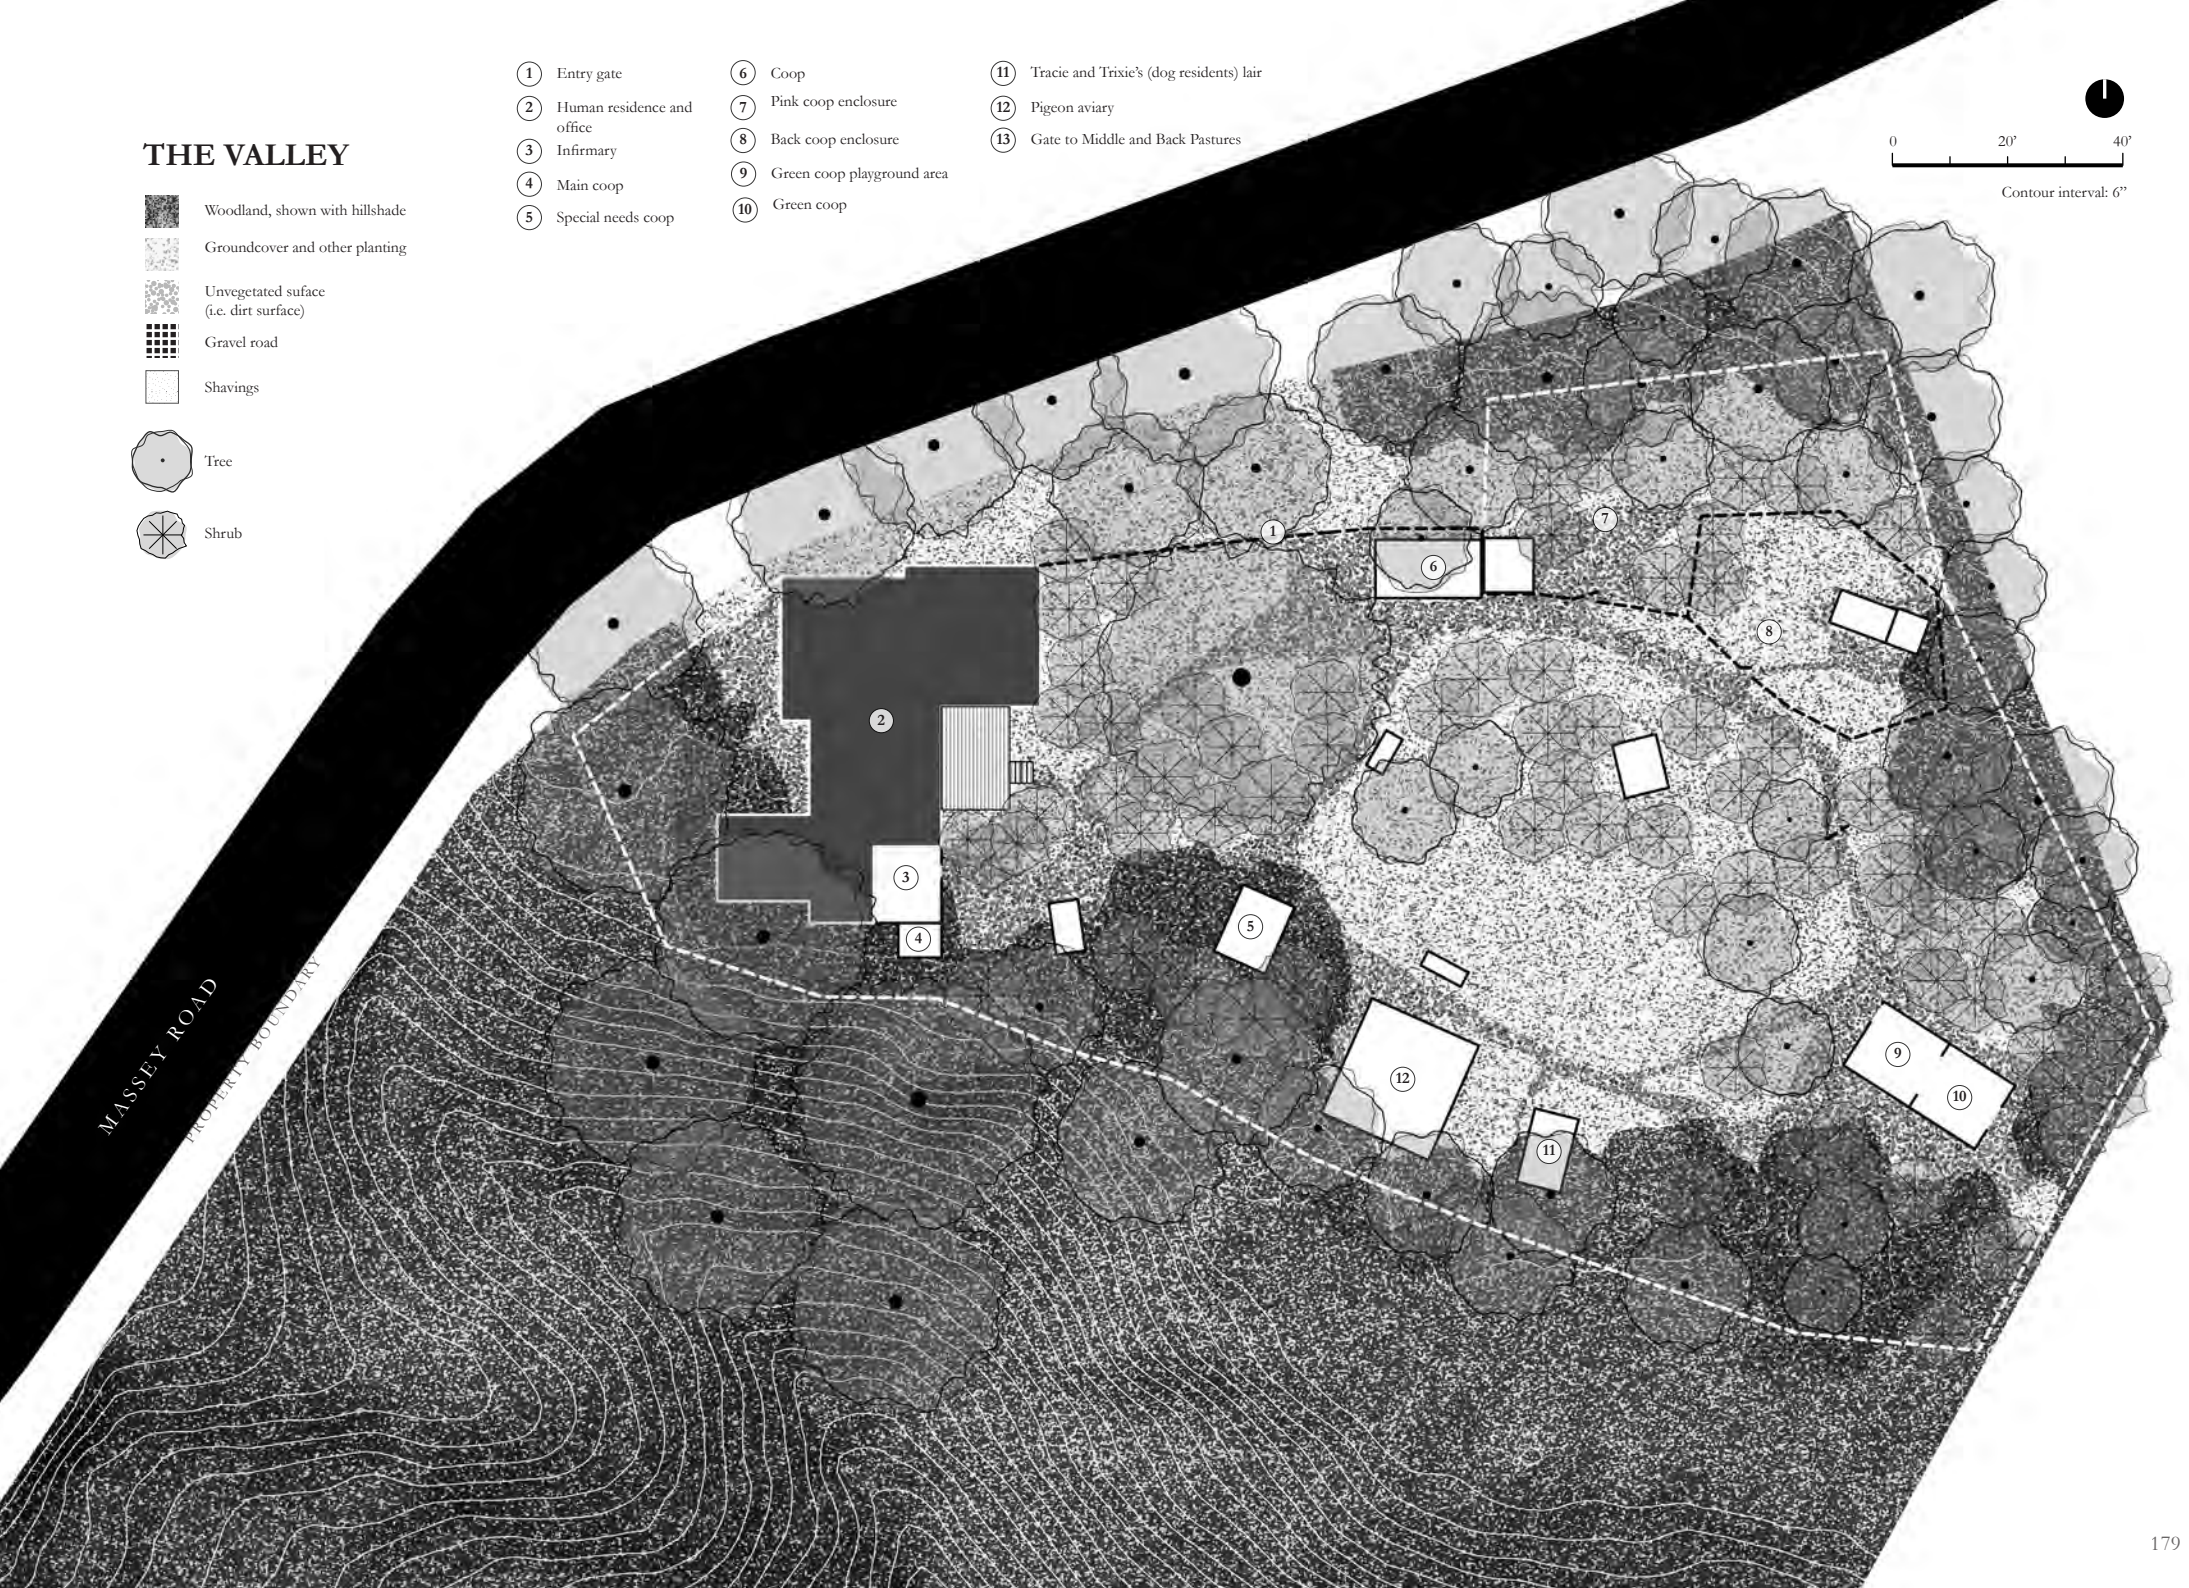 THE VALLEY
Woodland, shown with hillshade
Groundcover and other planting
Unvegetated suface
(i.e. dirt surface)
Gravel road
Shavings
Tree
Shrub
1 Entry gate
2 Human residence and
office
3 Infirmary
4 Main coop
5 Special needs coop
6 Coop
7 Pink coop enclosure
8 Back coop enclosure
9 Green coop playground area
10 Green coop
11 Tracie and Trixie’s (dog residents) lair
12 Pigeon aviary
13 Gate to Middle and Back Pastures
0 20’ 40’
Contour interval: 6”
1
7
6
8
2
3
5
4
9
12
10
11
MASSEY ROAD
PROPERTY BOUNDARY
179